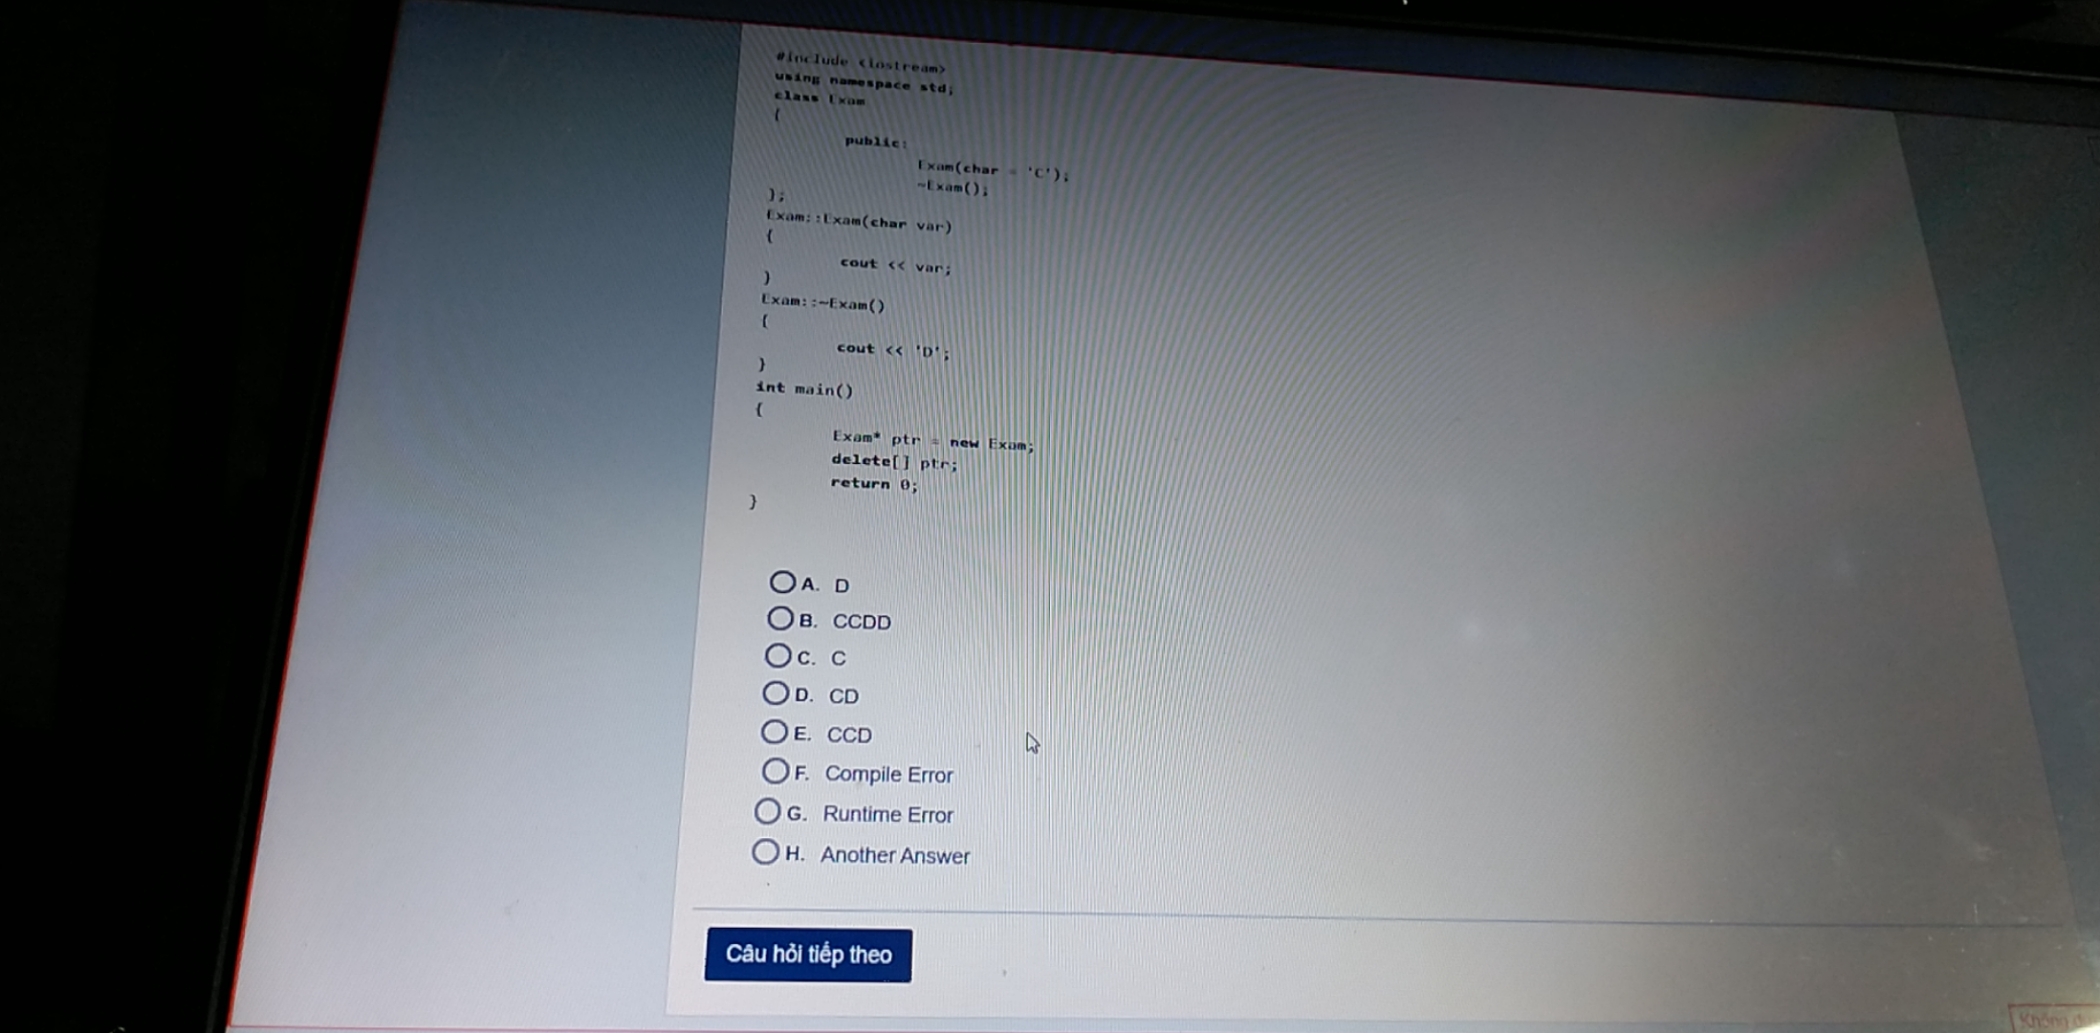 #include <iostream>
using namespace std;
class Exam
{
public:
Exam(char = 'C');
~Exam();
};
Exam::Exam(char var)
{
cout << var;
}
Exam::~Exam()
{
cout << 'D';
}
int main()
{
Exam* ptr = new Exam;
delete[] ptr;
return 0;
}
A. D
B. CCDD
C. C
D. CD
E. CCD
F. Compile Error
G. Runtime Error
H. Another Answer
Câu hỏi tiếp theo